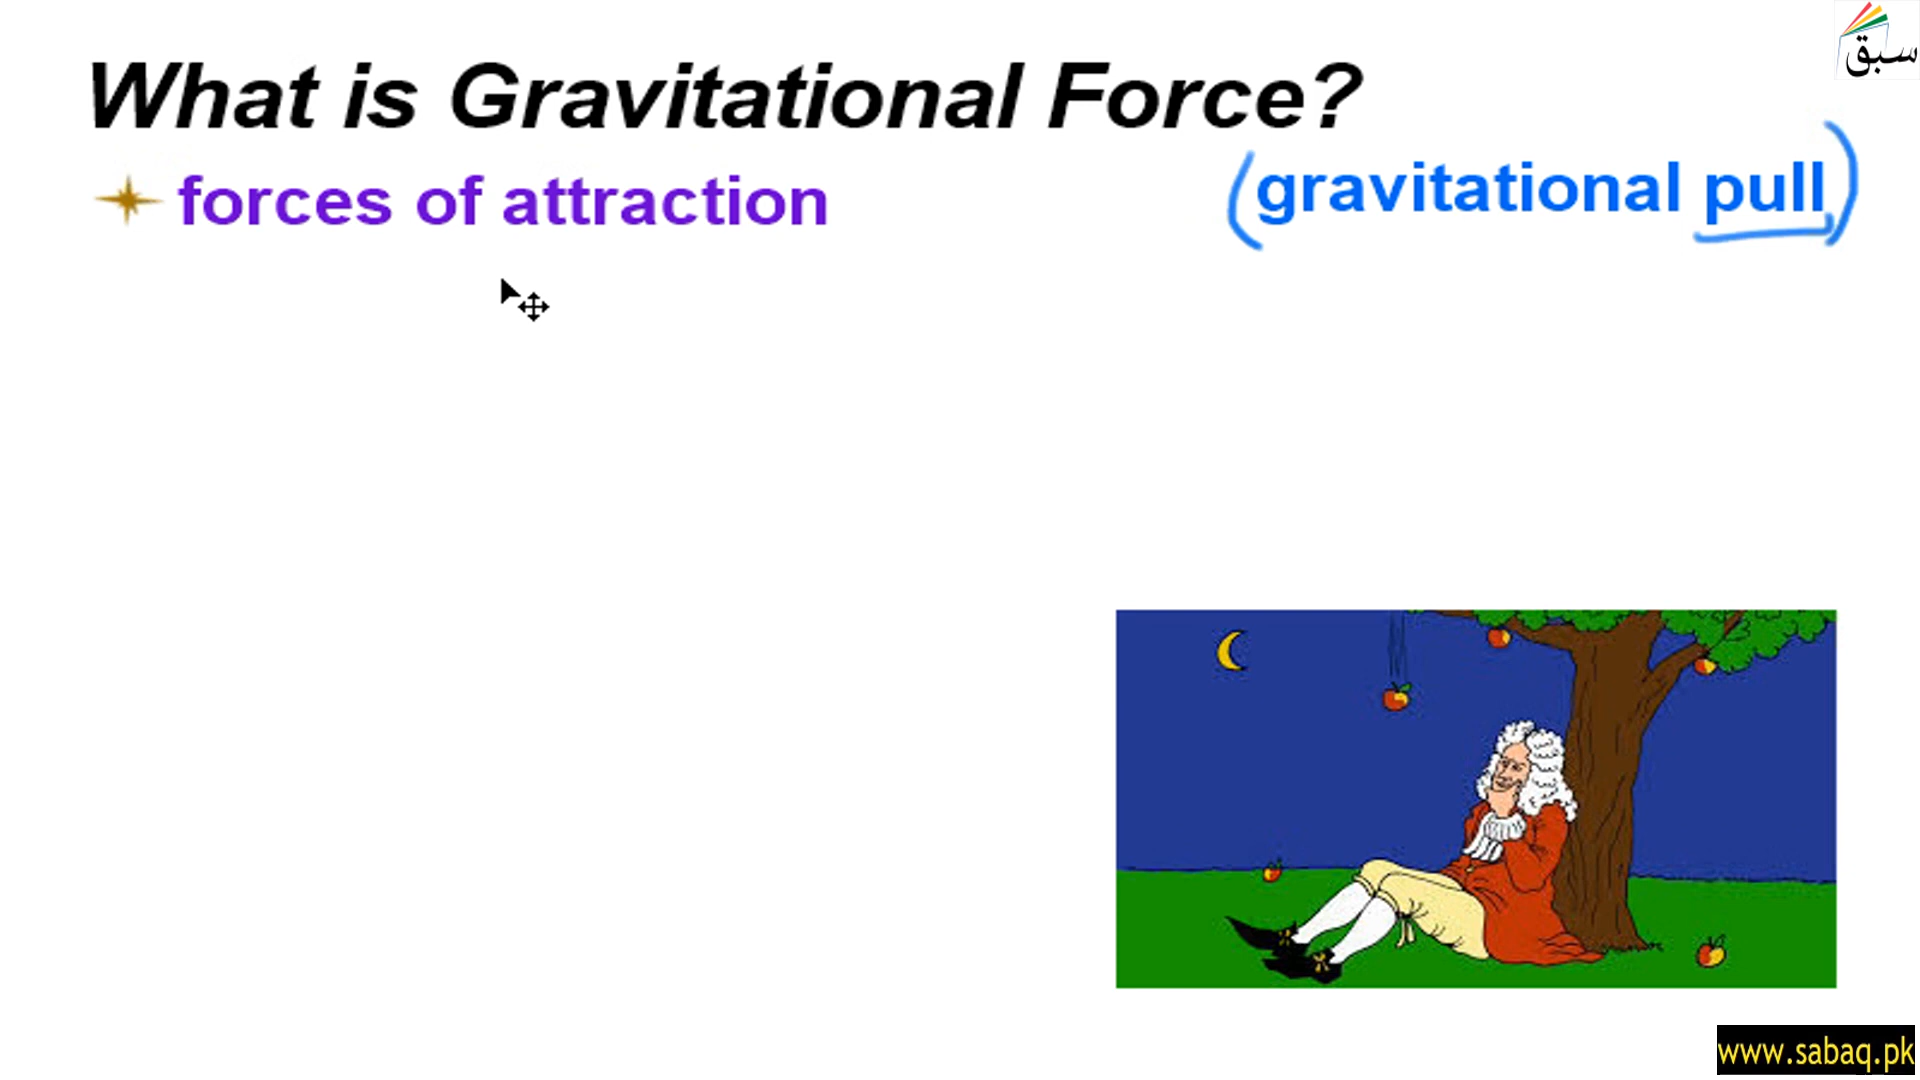 سبق
What is Gravitational Force?
forces of attraction
(gravitational pull)
www.sabaq.pk